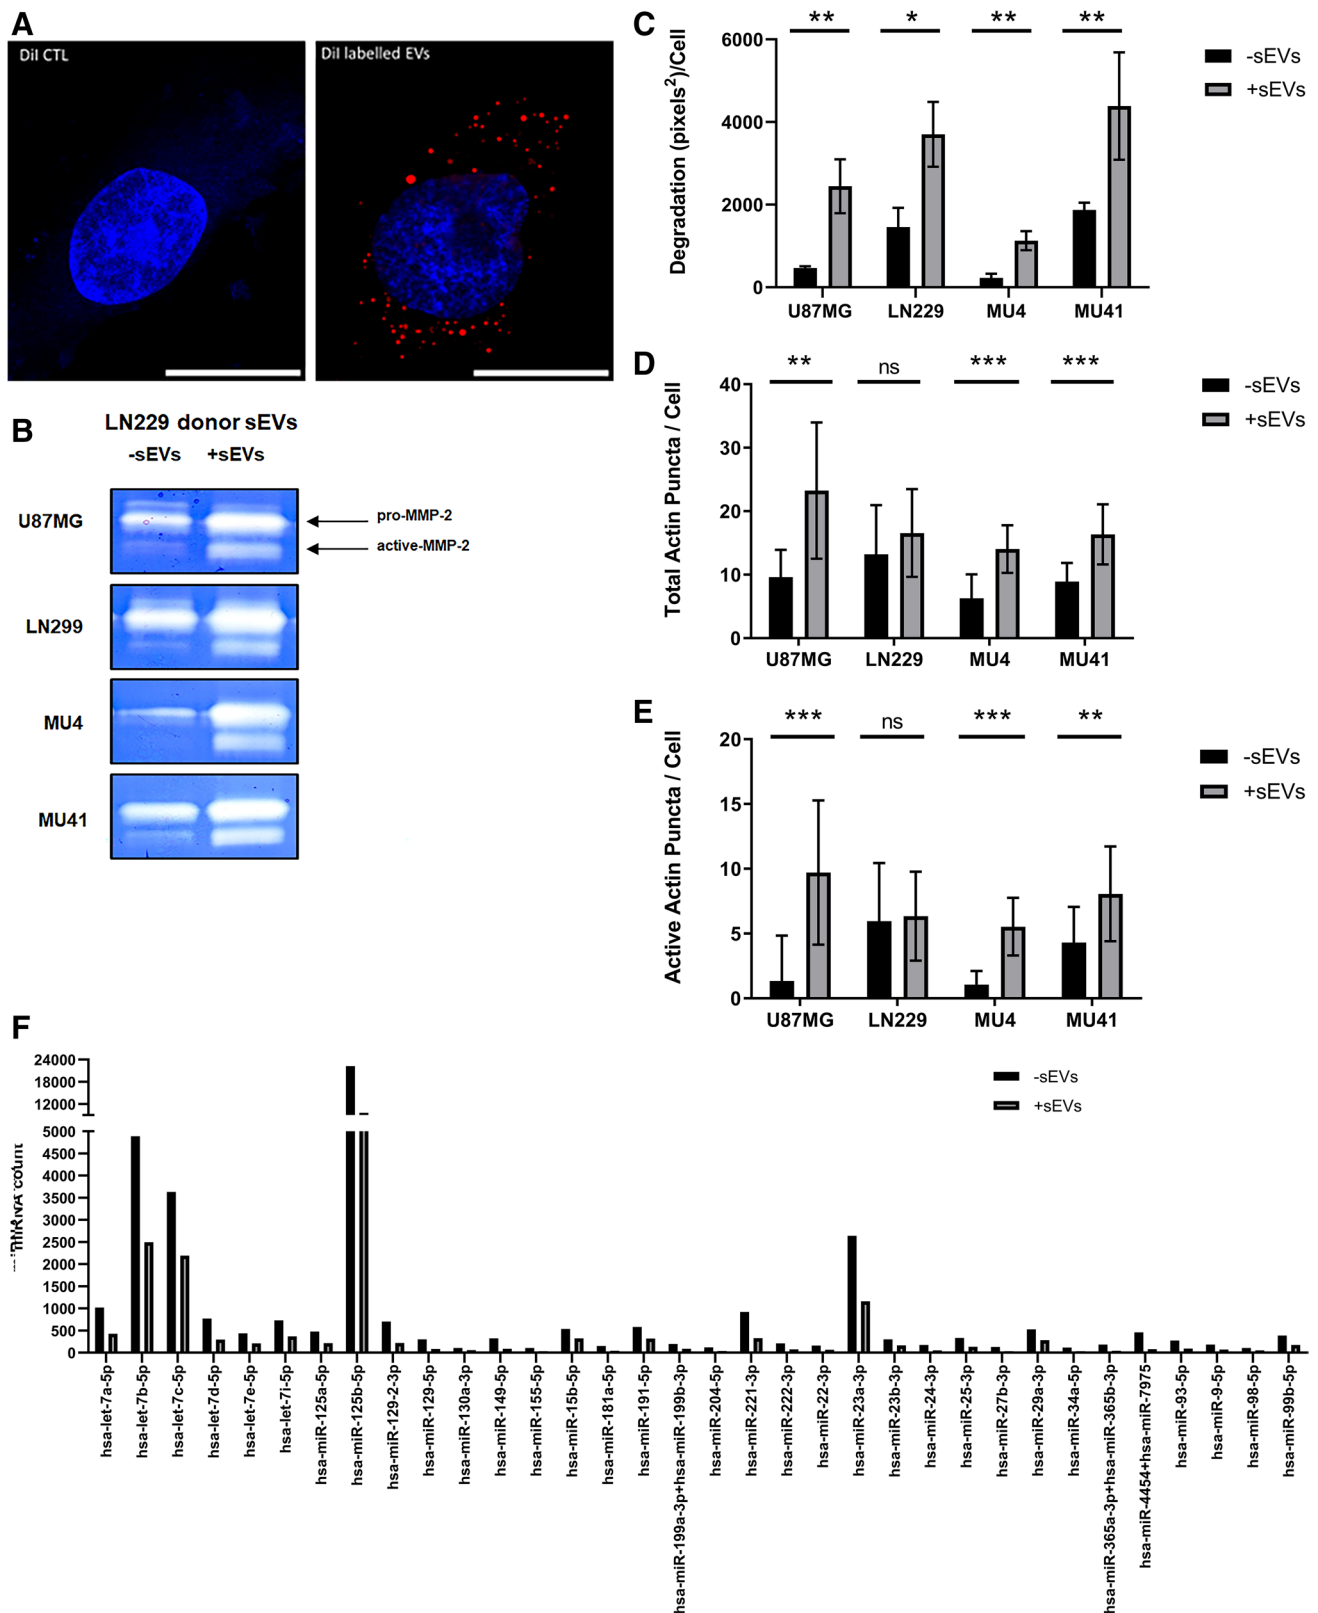 A
DiI CTL
DiI labelled EVs
B
LN229 donor sEVs
-sEVs +sEVs
U87MG
pro-MMP-2
active-MMP-2
LN299
MU4
MU41
C
** * ** **
Degradation (pixels²)/Cell
6000
4000
2000
0
U87MG LN229 MU4 MU41
-sEVs
+sEVs
D
** ns *** ***
Total Actin Puncta / Cell
40
30
20
10
0
U87MG LN229 MU4 MU41
-sEVs
+sEVs
E
*** ns *** **
Active Actin Puncta / Cell
20
15
10
5
0
U87MG LN229 MU4 MU41
-sEVs
+sEVs
F
-sEVs
+sEVs
count
24000
18000
12000
5000
4500
4000
3500
3000
2500
2000
1500
1000
500
0
hsa-let-7a-5p
hsa-let-7b-5p
hsa-let-7c-5p
hsa-let-7d-5p
hsa-let-7e-5p
hsa-let-7i-5p
hsa-miR-125a-5p
hsa-miR-125b-5p
hsa-miR-129-2-3p
hsa-miR-129-5p
hsa-miR-130a-3p
hsa-miR-149-5p
hsa-miR-155-5p
hsa-miR-15b-5p
hsa-miR-181a-5p
hsa-miR-191-5p
hsa-miR-199a-3p+hsa-miR-199b-3p
hsa-miR-204-5p
hsa-miR-221-3p
hsa-miR-222-3p
hsa-miR-22-3p
hsa-miR-23a-3p
hsa-miR-23b-3p
hsa-miR-24-3p
hsa-miR-25-3p
hsa-miR-27b-3p
hsa-miR-29a-3p
hsa-miR-34a-5p
hsa-miR-365a-3p+hsa-miR-365b-3p
hsa-miR-4454+hsa-miR-7975
hsa-miR-93-5p
hsa-miR-9-5p
hsa-miR-98-5p
hsa-miR-99b-5p